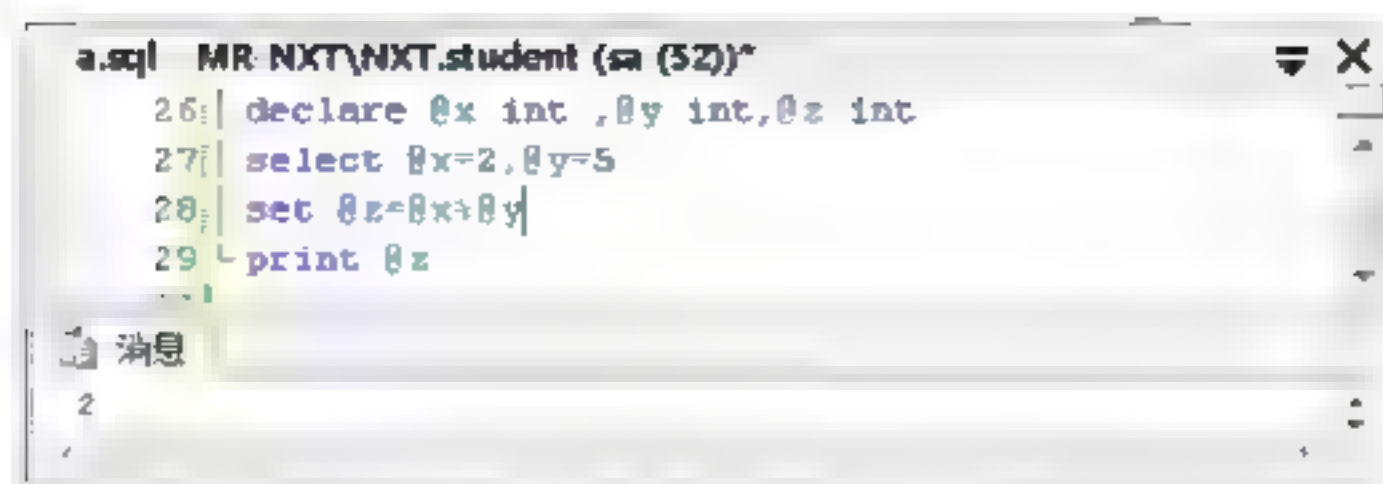 a.sql MR NXT\NXT.student (sa (52))*
26 declare @x int ,@y int,@z int
27 select @x=2,@y=5
28 set
29 print @z
消息
2